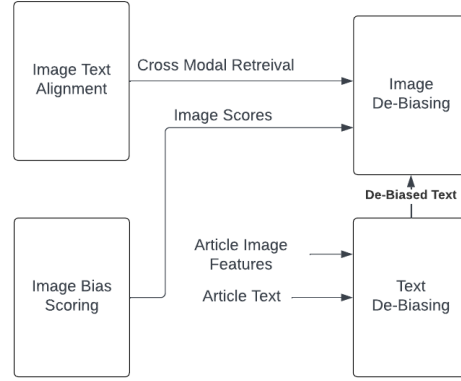 Image Text
Alignment
Cross Modal Retreival
Image
De-Biasing
Image Scores
De-Biased Text
Image Bias
Scoring
Article Image
Features
Article Text
Text
De-Biasing